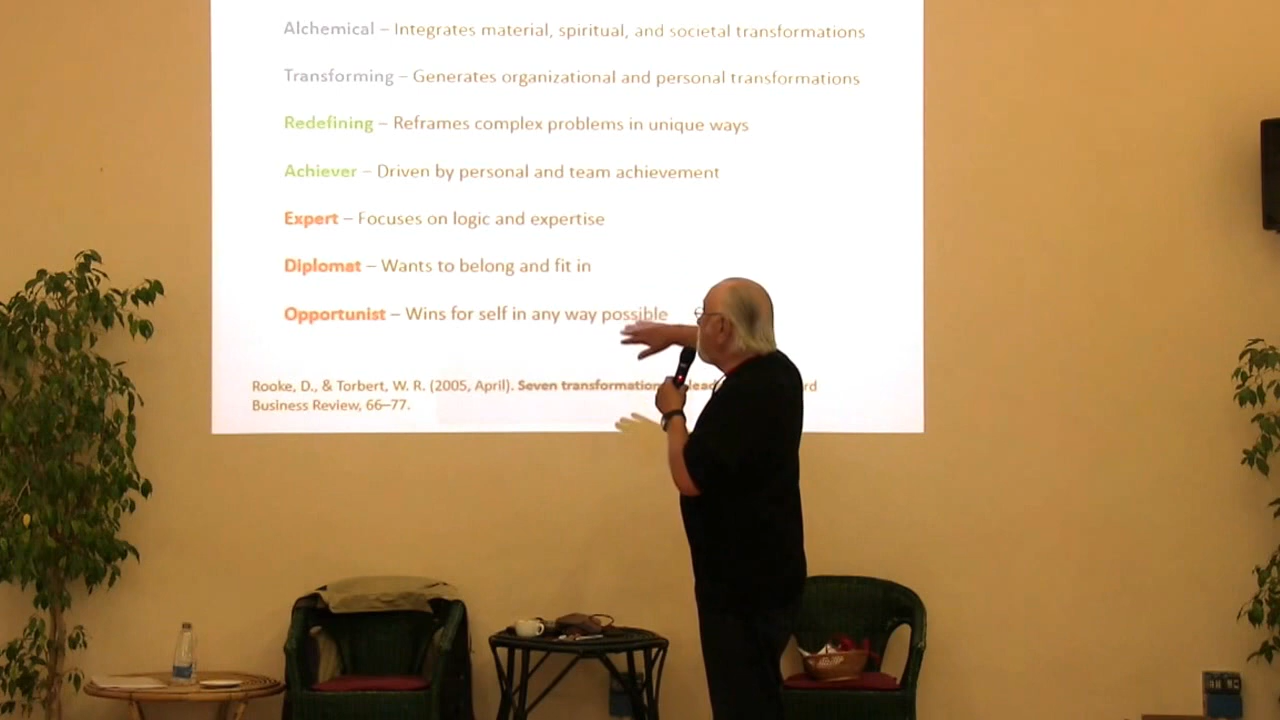 Alchemical – Integrates material, spiritual, and societal transformations
Transforming – Generates organizational and personal transformations
Redefining – Reframes complex problems in unique ways
Achiever – Driven by personal and team achievement
Expert – Focuses on logic and expertise
Diplomat – Wants to belong and fit in
Opportunist – Wins for self in any way possible
Rooke, D., & Torbert, W. R. (2005, April). Seven transformation lead rd
Business Review, 66–77.